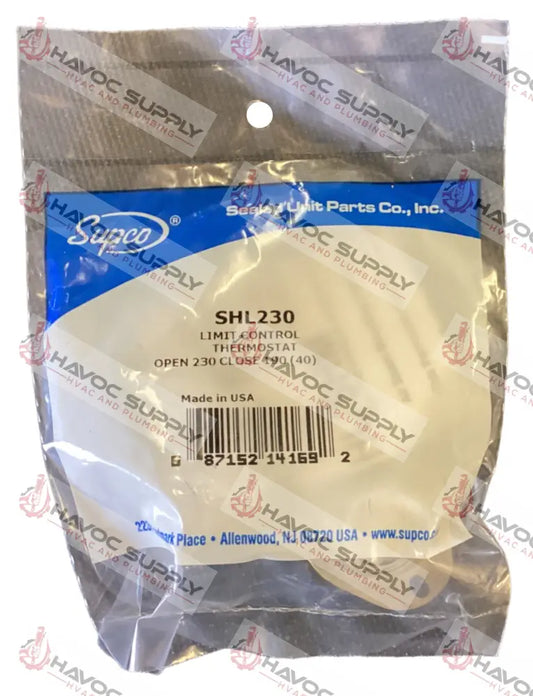 Supco®
Sealed Unit Parts Co., Inc.
SHL230
LIMIT CONTROL
THERMOSTAT
OPEN 230 CLOSE 190 (40)
Made in USA
6 87152 14169 2
Place • Allenwood, NJ 08720 USA • www.supco.
HAVOC SUPPLY
HVAC AND PLUMBING